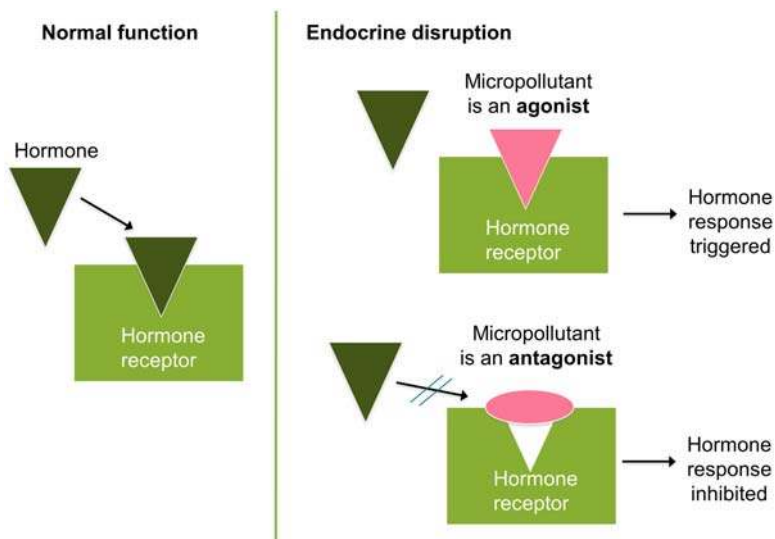 Normal function
Hormone
Hormone
receptor
Endocrine disruption
Micropollutant
is an agonist
Hormone
receptor
Hormone
response
triggered
Micropollutant
is an antagonist
Hormone
receptor
Hormone
response
inhibited